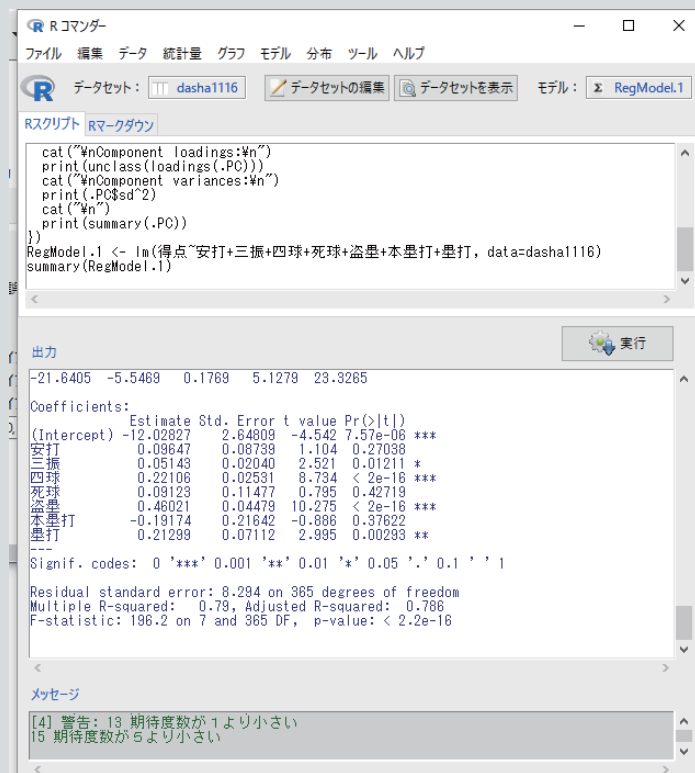 R コマンダー
ファイル 編集 データ 統計量 グラフ モデル 分布 ツール ヘルプ
R データセット： dasha1116 データセットの編集 データセットを表示 モデル： Σ RegModel.1
Rスクリプト Rマークダウン
cat("¥nComponent loadings:¥n")
print(unclass(loadings(.PC)))
cat("¥nComponent variances:¥n")
print(.PC$sd^2)
cat("¥n")
print(summary(.PC))
})
RegModel.1 <- lm(得点~安打+三振+四球+死球+盗塁+本塁打+塁打, data=dasha1116)
summary(RegModel.1)
実行
出力
-21.6405 -5.5469 0.1769 5.1279 23.3265
Coefficients:
Estimate Std. Error t value Pr(>|t|)
(Intercept) -12.02827 2.64809 -4.542 7.57e-06 ***
安打 0.09647 0.08739 1.104 0.27038
三振 0.05143 0.02040 2.521 0.01211 *
四球 0.22106 0.02531 8.734 < 2e-16 ***
死球 0.09123 0.11477 0.795 0.42719
盗塁 0.46021 0.04479 10.275 < 2e-16 ***
本塁打 -0.19174 0.21642 -0.886 0.37622
塁打 0.21299 0.07112 2.995 0.00293 **
---
Signif. codes: 0 '***' 0.001 '**' 0.01 '*' 0.05 '.' 0.1 ' ' 1
Residual standard error: 8.294 on 365 degrees of freedom
Multiple R-squared: 0.79, Adjusted R-squared: 0.786
F-statistic: 196.2 on 7 and 365 DF, p-value: < 2.2e-16
メッセージ
[4] 警告: 13 期待度数が１より小さい
15 期待度数が５より小さい